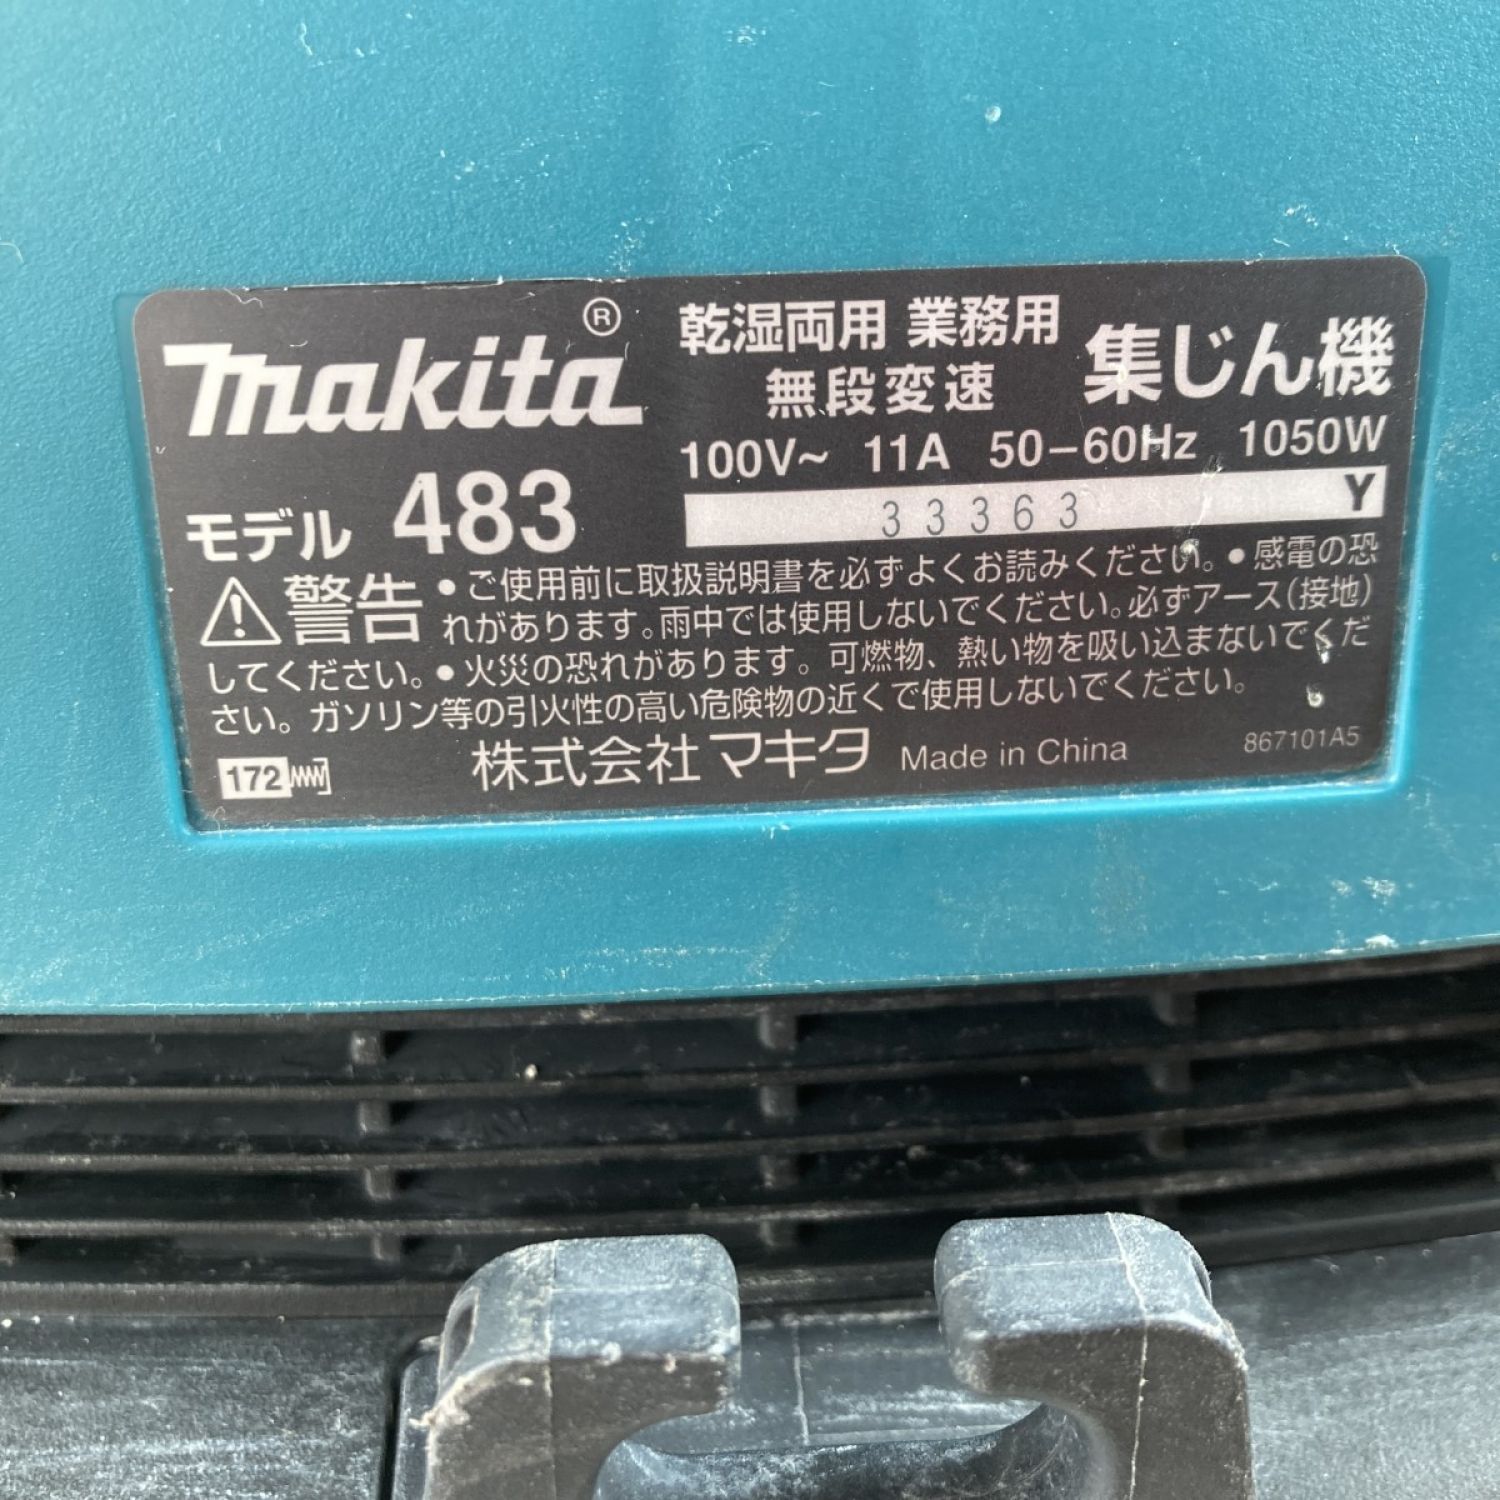 makita®
乾湿両用 業務用
無段変速
集じん機
100V~ 11A 50-60Hz 1050W
モデル 483
33363 Y
警告 ●ご使用前に取扱説明書を必ずよくお読みください。●感電の恐
れがあります。雨中では使用しないでください。必ずアース(接地)
してください。●火災の恐れがあります。可燃物、熱い物を吸い込まないでくだ
さい。ガソリン等の引火性の高い危険物の近くで使用しないでください。
172
株式会社マキタ Made in China
867101A5